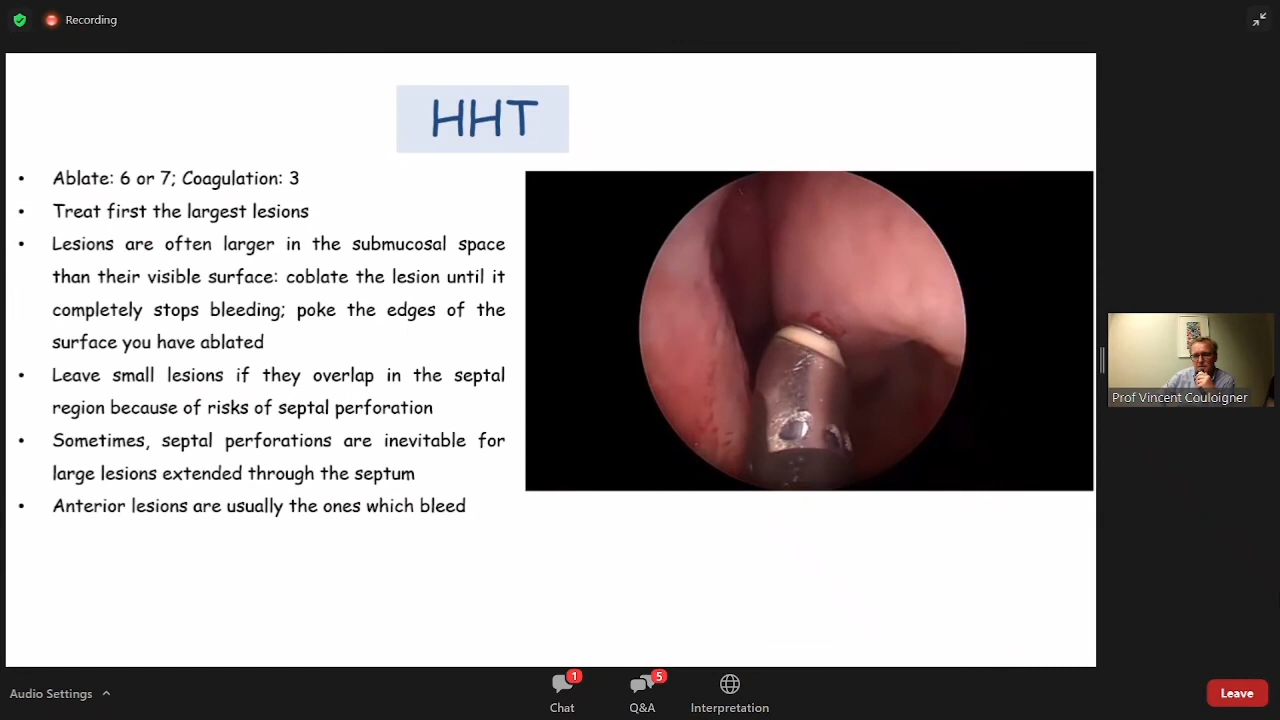 Recording
HHT
• Ablate: 6 or 7; Coagulation: 3
• Treat first the largest lesions
• Lesions are often larger in the submucosal space
than their visible surface: coblate the lesion until it
completely stops bleeding; poke the edges of the
surface you have ablated
• Leave small lesions if they overlap in the septal
region because of risks of septal perforation
• Sometimes, septal perforations are inevitable for
large lesions extended through the septum
• Anterior lesions are usually the ones which bleed
Prof Vincent Couloigner
Audio Settings
1
Chat
5
Q&A
Interpretation
Leave